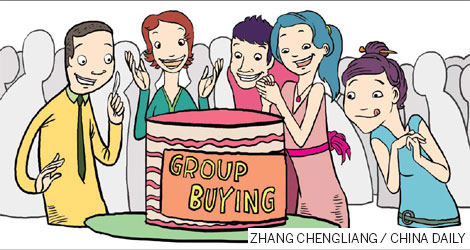 GROUP
BUYING
ZHANG CHENGLIANG / CHINA DAILY